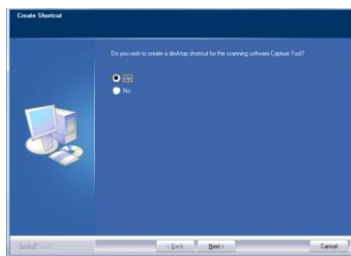 Create Shortcut
Do you wish to create a desktop shortcut for the scanning software Capture Tool?
Yes
No
InstallShield
< Back
Next >
Cancel